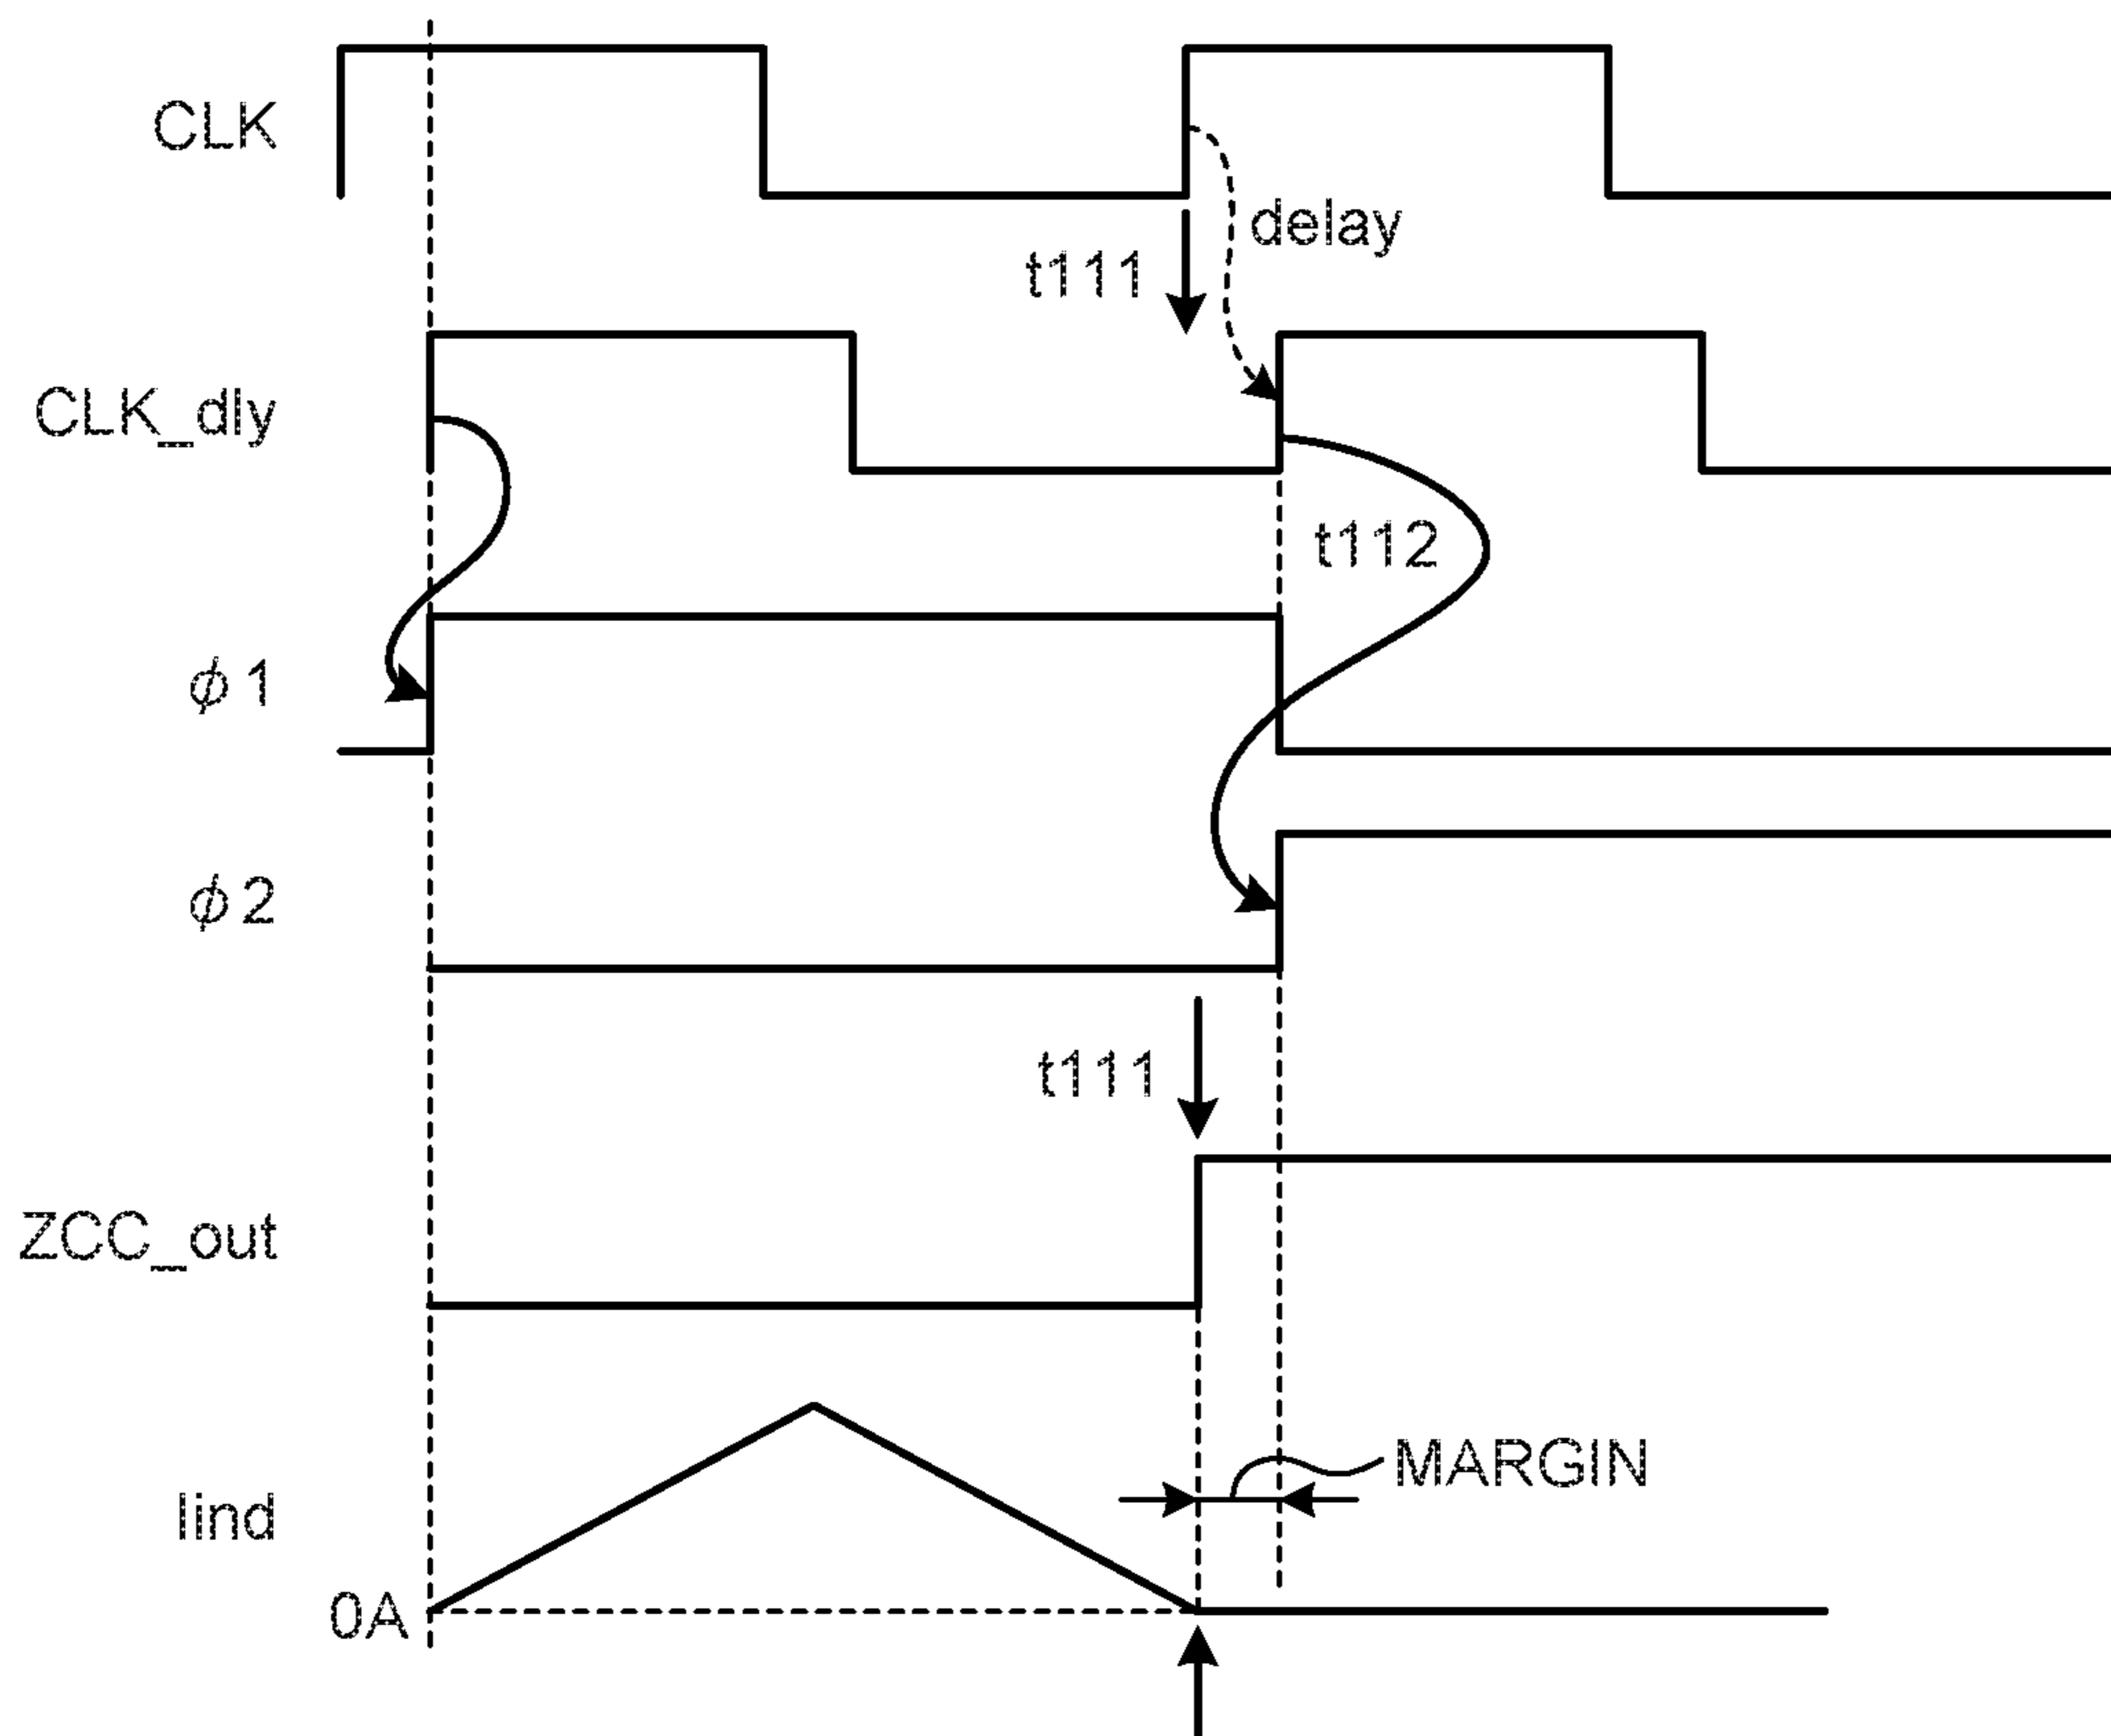 CLK
delay
t111
CLK_dly
t112
ϕ1
ϕ2
t111
ZCC_out
MARGIN
Iind
0A